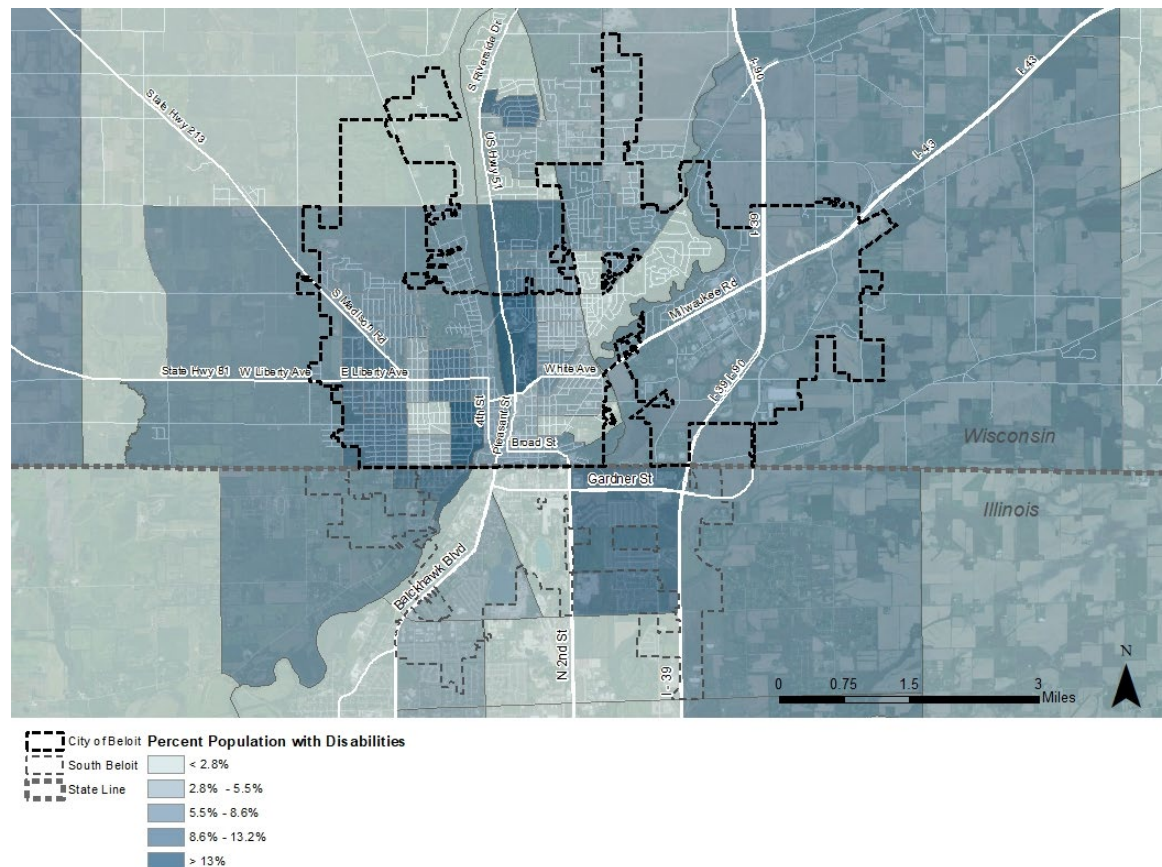 S Riverside Dr
I-90
I-43
State Hwy 213
US Hwy 51
I-43
I-39
S Madison Rd
Milwaukee Rd
State Hwy 81
W Liberty Ave
E Liberty Ave
White Ave
I-39 I-90
4th St
Pleasant St
Broad St
Wisconsin
Gardner St
Illinois
Balckhawk Blvd
N 2nd St
I - 39
N
0 0.75 1.5 3
Miles
City of Beloit
South Beloit
State Line
Percent Population with Disabilities
< 2.8%
2.8% - 5.5%
5.5% - 8.6%
8.6% - 13.2%
> 13%